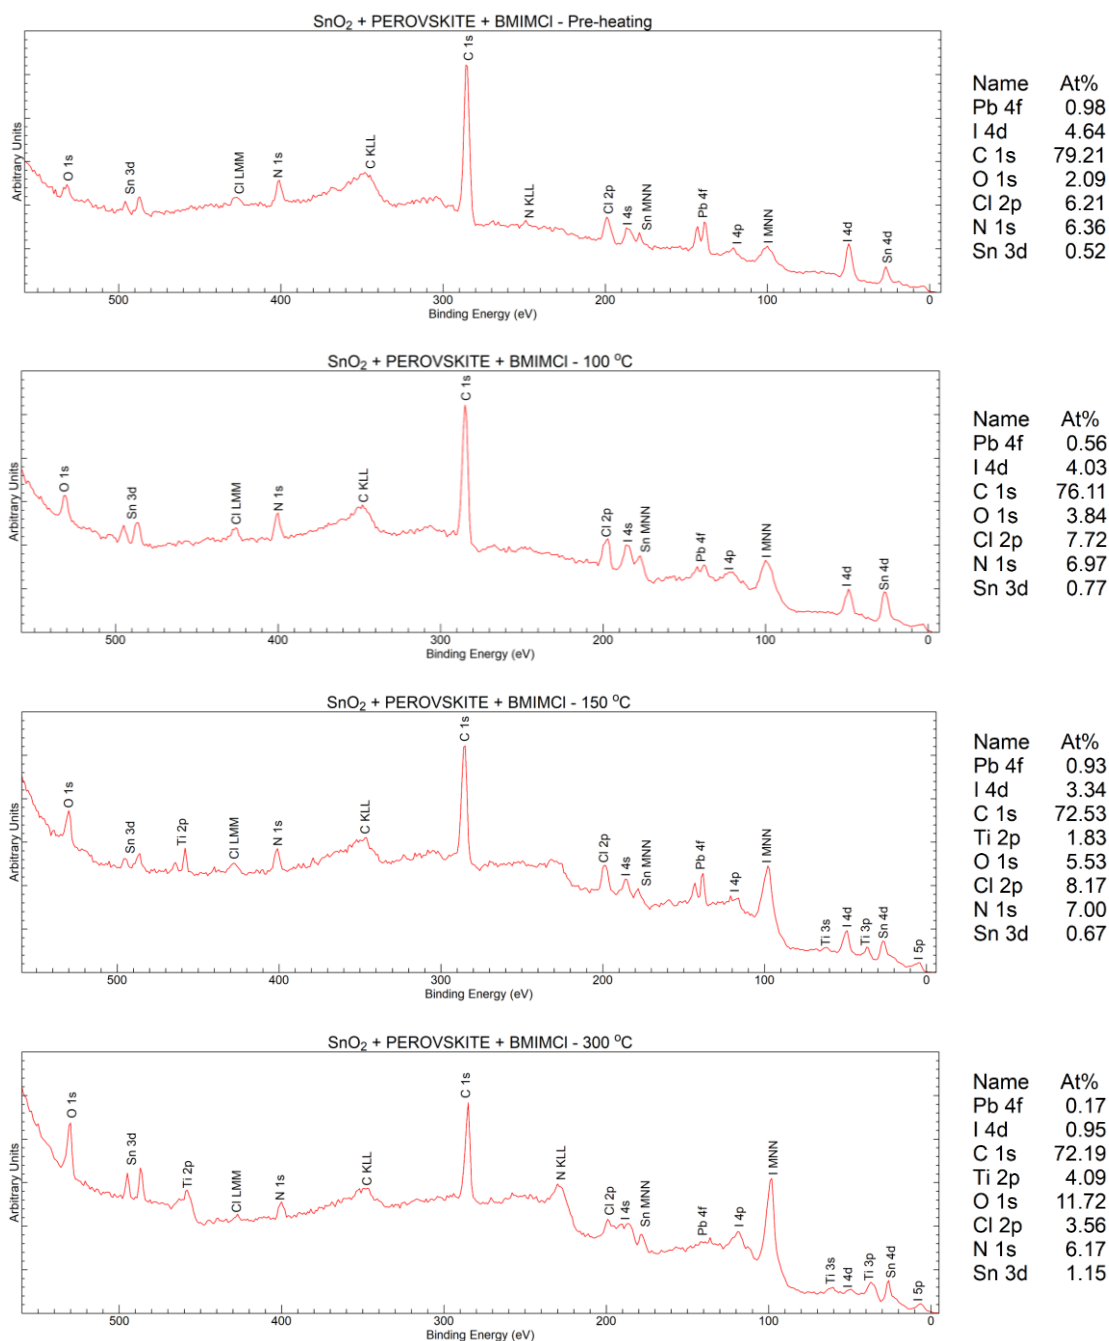 SnO₂ + PEROVSKITE + BMIMCl - Pre-heating
Arbitrary Units
O 1s
Sn 3d
Cl LMM
N 1s
C KLL
C 1s
N KLL
Cl 2p
I 4s
Sn MNN
Pb 4f
I 4p
I MNN
I 4d
Sn 4d
500 400 300 200 100 0
Binding Energy (eV)
Name At%
Pb 4f 0.98
I 4d 4.64
C 1s 79.21
O 1s 2.09
Cl 2p 6.21
N 1s 6.36
Sn 3d 0.52
SnO₂ + PEROVSKITE + BMIMCl - 100 °C
Arbitrary Units
O 1s
Sn 3d
Cl LMM
N 1s
C KLL
C 1s
Cl 2p
I 4s
Sn MNN
Pb 4f
I 4p
I MNN
I 4d
Sn 4d
500 400 300 200 100 0
Binding Energy (eV)
Name At%
Pb 4f 0.56
I 4d 4.03
C 1s 76.11
O 1s 3.84
Cl 2p 7.72
N 1s 6.97
Sn 3d 0.77
SnO₂ + PEROVSKITE + BMIMCl - 150 °C
Arbitrary Units
O 1s
Sn 3d
Ti 2p
Cl LMM
N 1s
C KLL
C 1s
Cl 2p
I 4s
Sn MNN
Pb 4f
I 4p
I MNN
Ti 3s
I 4d
Ti 3p
Sn 4d
I 5p
500 400 300 200 100 0
Binding Energy (eV)
Name At%
Pb 4f 0.93
I 4d 3.34
C 1s 72.53
Ti 2p 1.83
O 1s 5.53
Cl 2p 8.17
N 1s 7.00
Sn 3d 0.67
SnO₂ + PEROVSKITE + BMIMCl - 300 °C
Arbitrary Units
O 1s
Sn 3d
Ti 2p
Cl LMM
N 1s
C KLL
C 1s
N KLL
Cl 2p
I 4s
Sn MNN
Pb 4f
I 4p
I MNN
Ti 3s
I 4d
Ti 3p
Sn 4d
I 5p
500 400 300 200 100 0
Binding Energy (eV)
Name At%
Pb 4f 0.17
I 4d 0.95
C 1s 72.19
Ti 2p 4.09
O 1s 11.72
Cl 2p 3.56
N 1s 6.17
Sn 3d 1.15